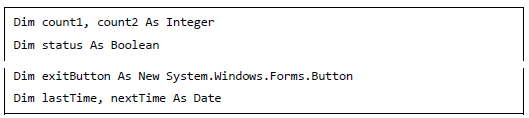 Dim count1, count2 As Integer
Dim status As Boolean
Dim exitButton As New System.Windows.Forms.Button
Dim lastTime, nextTime As Date